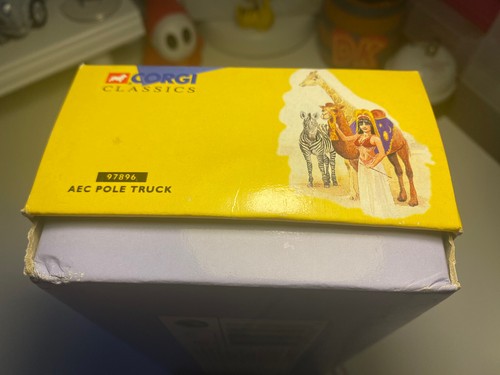 CORGI
CLASSICS
97896
AEC POLE TRUCK